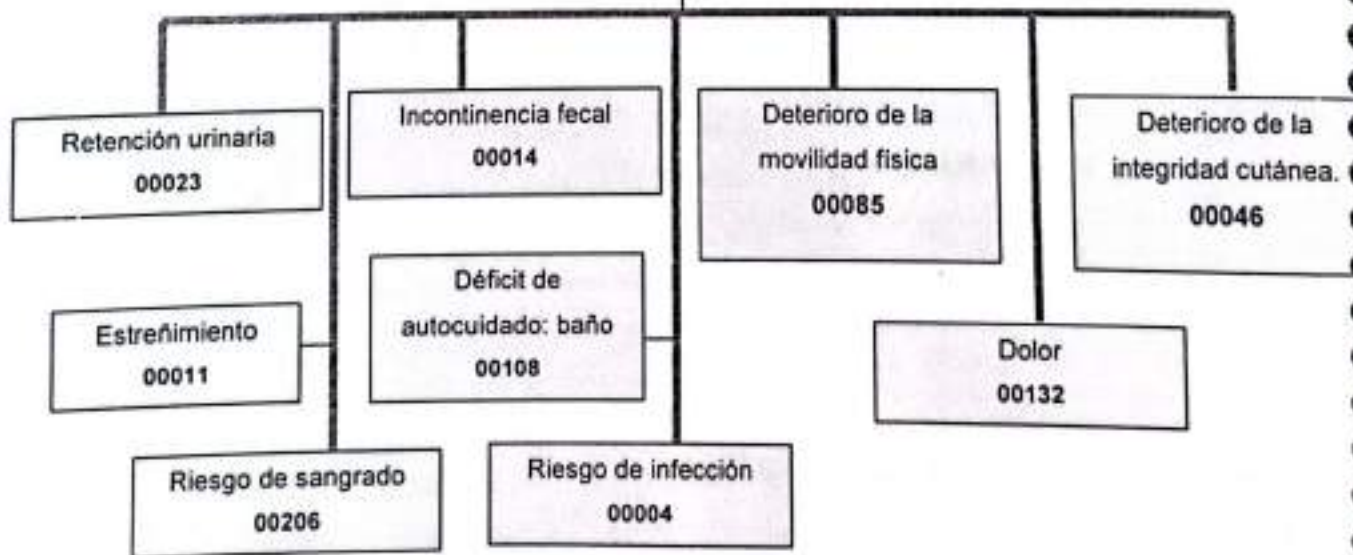 Retención urinaria
00023
Incontinencia fecal
00014
Deterioro de la
movilidad física
00085
Deterioro de la
integridad cutánea.
00046
Estreñimiento
00011
Déficit de
autocuidado: baño
00108
Dolor
00132
Riesgo de sangrado
00206
Riesgo de infección
00004